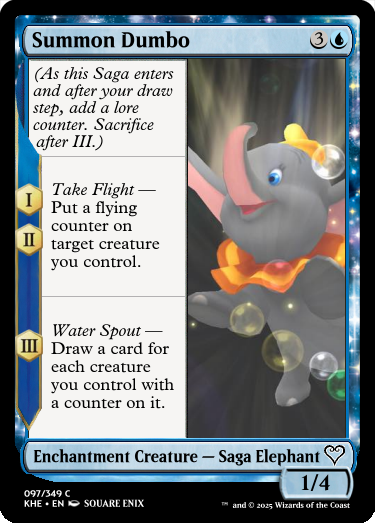 Summon Dumbo 3
(As this Saga enters
and after your draw
step, add a lore
counter. Sacrifice
after III.)
I
II
Take Flight —
Put a flying
counter on
target creature
you control.
III
Water Spout —
Draw a card for
each creature
you control with
a counter on it.
Enchantment Creature — Saga Elephant
1/4
097/349 C
KHE • EN SQUARE ENIX
™ and © 2025 Wizards of the Coast